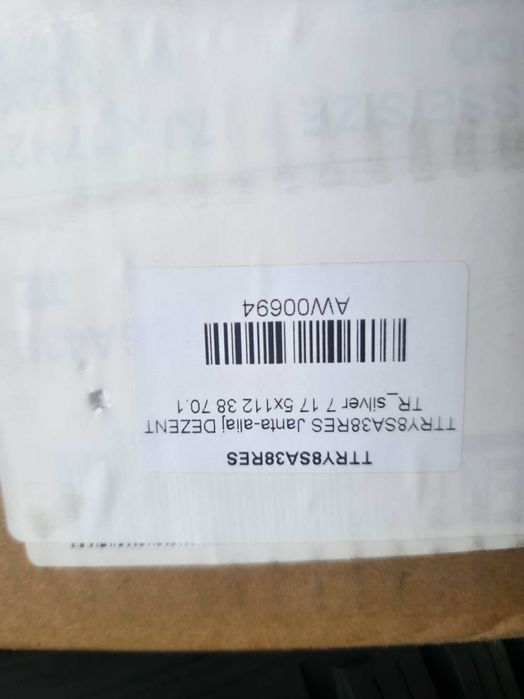 TTRY8SA38RES
TTRY8SA38RES Janta-aliaj DEZENT
TR_silver 7 17 5x112 38 70.1
AW00694